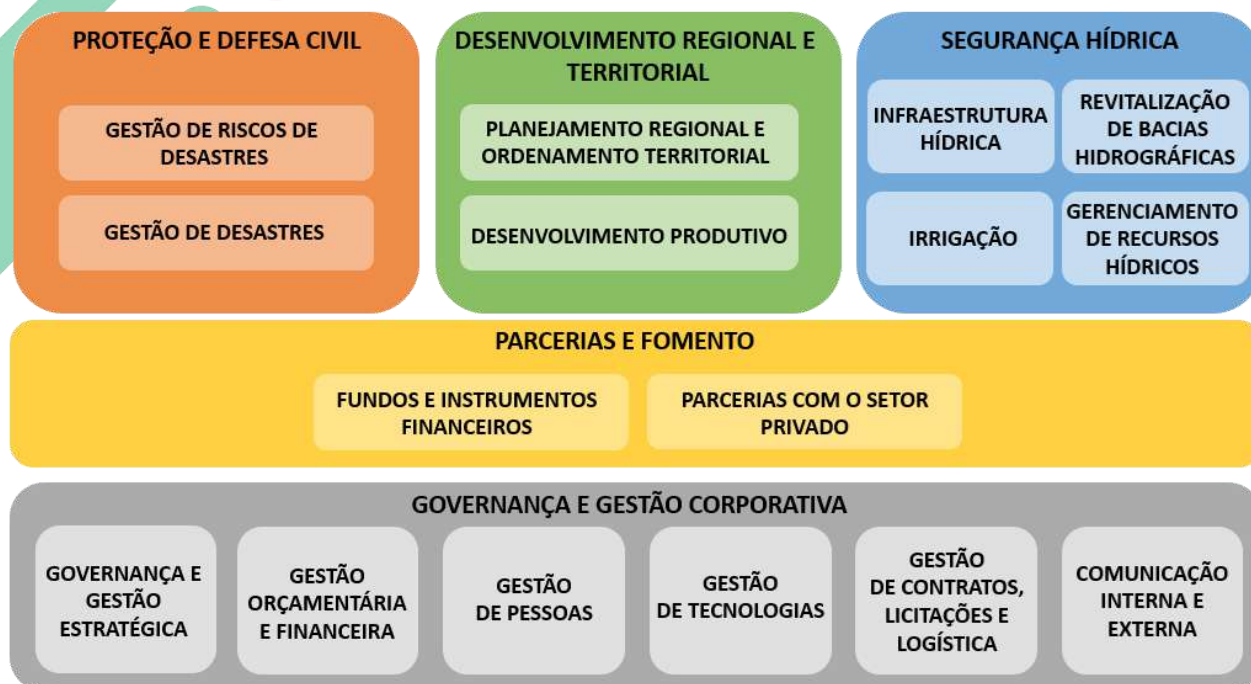 PROTEÇÃO E DEFESA CIVIL
GESTÃO DE RISCOS DE
DESASTRES
GESTÃO DE DESASTRES
DESENVOLVIMENTO REGIONAL E
TERRITORIAL
PLANEJAMENTO REGIONAL E
ORDENAMENTO TERRITORIAL
DESENVOLVIMENTO PRODUTIVO
SEGURANÇA HÍDRICA
INFRAESTRUTURA
HÍDRICA
REVITALIZAÇÃO
DE BACIAS
HIDROGRÁFICAS
IRRIGAÇÃO
GERENCIAMENTO
DE RECURSOS
HÍDRICOS
PARCERIAS E FOMENTO
FUNDOS E INSTRUMENTOS
FINANCEIROS
PARCERIAS COM O SETOR
PRIVADO
GOVERNANÇA E GESTÃO CORPORATIVA
GOVERNANÇA E
GESTÃO
ESTRATÉGICA
GESTÃO
ORÇAMENTÁRIA
E FINANCEIRA
GESTÃO
DE PESSOAS
GESTÃO
DE TECNOLOGIAS
GESTÃO
DE CONTRATOS,
LICITAÇÕES E
LOGÍSTICA
COMUNICAÇÃO
INTERNA E
EXTERNA